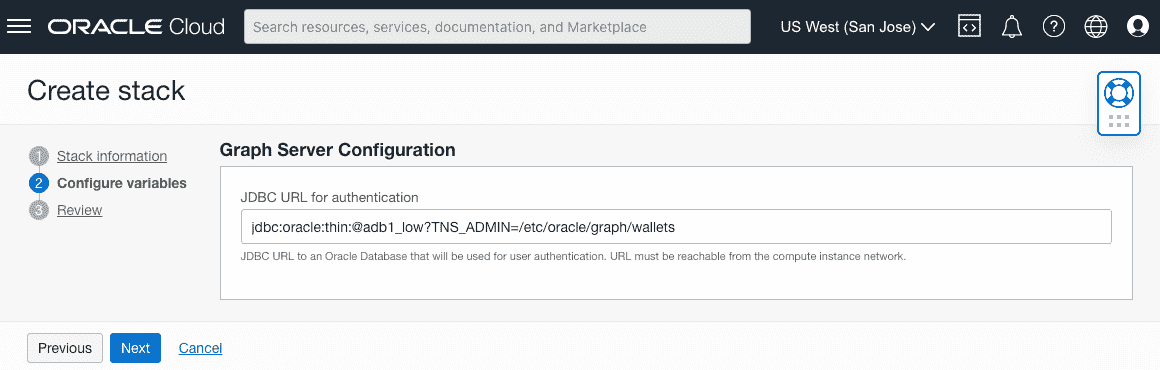 ORACLE Cloud
Search resources, services, documentation, and Marketplace
US West (San Jose)
Create stack
1 Stack information
2 Configure variables
3 Review
Graph Server Configuration
JDBC URL for authentication
jdbc:oracle:thin:@adb1_low?TNS_ADMIN=/etc/oracle/graph/wallets
JDBC URL to an Oracle Database that will be used for user authentication. URL must be reachable from the compute instance network.
Previous Next Cancel